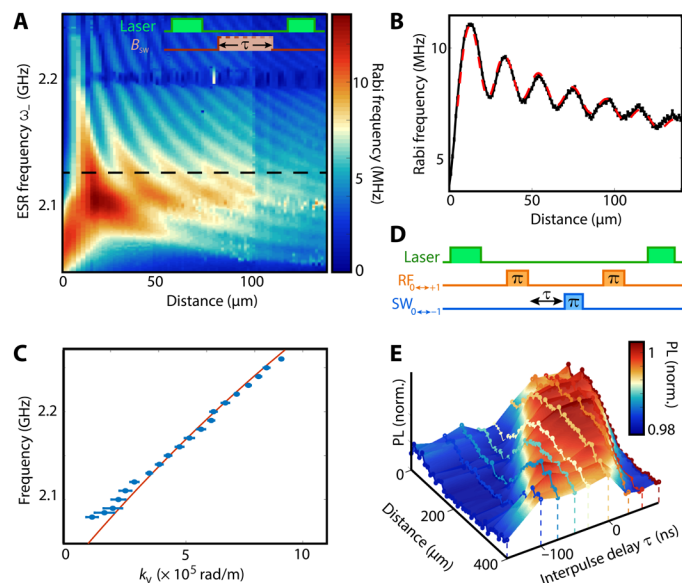 A
Laser
B_SW
τ
ESR frequency ω_ (GHz)
2.2
2.1
0
50
100
Distance (µm)
10
5
0
Rabi frequency (MHz)
B
Rabi frequency (MHz)
11
8
5
0
50
100
Distance (µm)
C
Frequency (GHz)
2.2
2.1
0
5
10
k_y (× 10^5 rad/m)
D
Laser
RF_0↔+1
π
π
SW_0↔−1
τ
π
E
1
0.98
PL (norm.)
PL (norm.)
0
200
400
Distance (µm)
−100
0
Interpulse delay τ (ns)